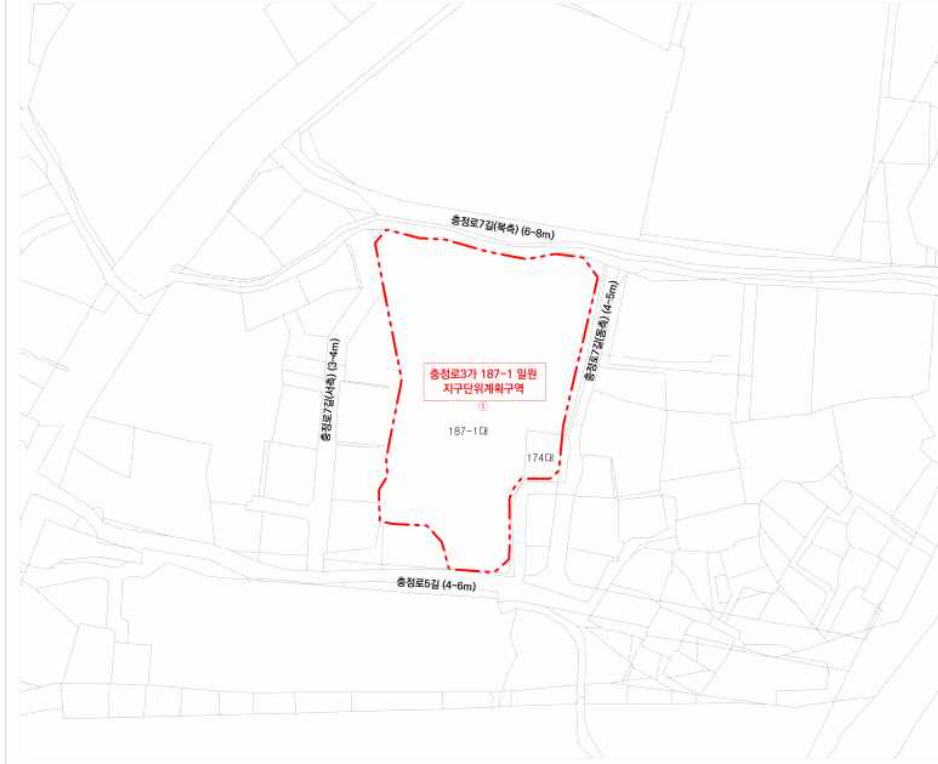 충정로7길(북측) (6~8m)
충정로7길(동측) (4~5m)
충정로7길(서측) (3~4m)
충정로3가 187-1 일원
지구단위계획구역
①
187-1대
174대
충정로5길 (4~6m)